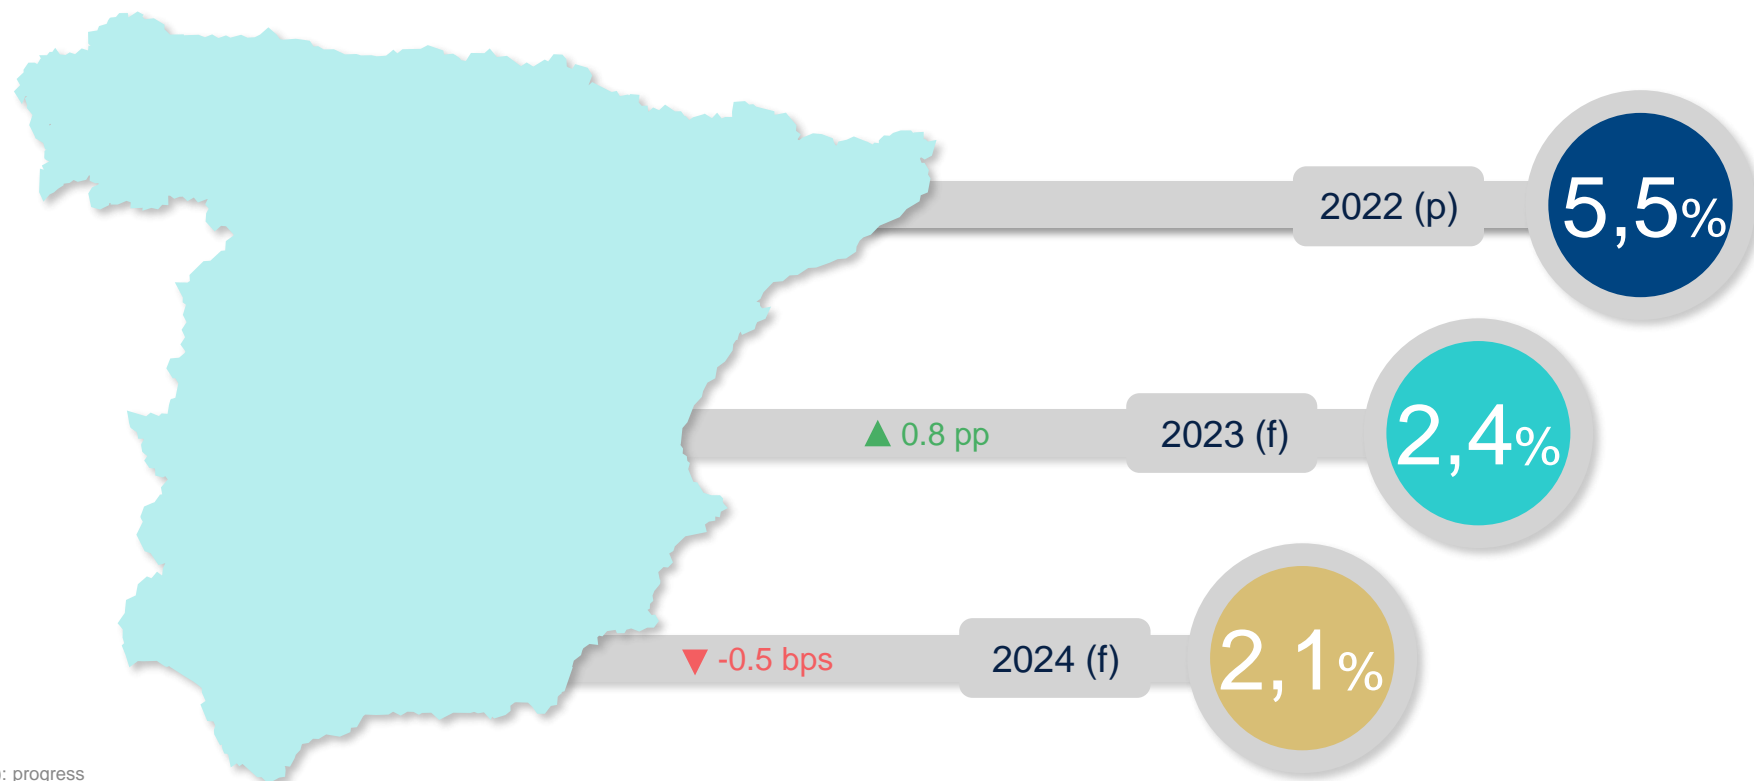 2022 (p)
5,5%
▲ 0.8 pp
2023 (f)
2,4%
▼ -0.5 bps
2024 (f)
2,1%
: progress